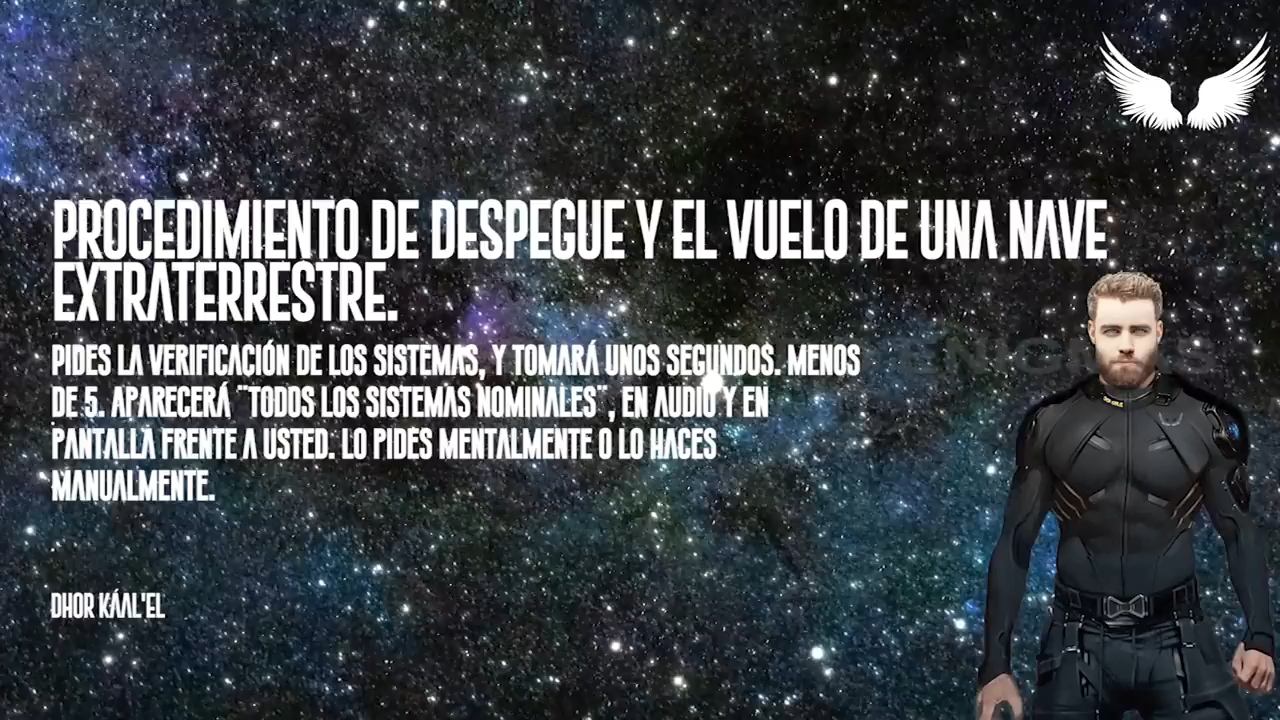 PROCEDIMIENTO DE DESPEGUE Y EL VUELO DE UNA NAVE
EXTRATERRESTRE.
PIDES LA VERIFICACIÓN DE LOS SISTEMAS, Y TOMARÁ UNOS SEGUNDOS. MENOS
DE 5. APARECERÁ ¨TODOS LOS SISTEMAS NOMINALES¨, EN AUDIO Y EN
PANTALLA FRENTE A USTED. LO PIDES MENTALMENTE O LO HACES
MANUALMENTE.
DHOR KÁAL'EL